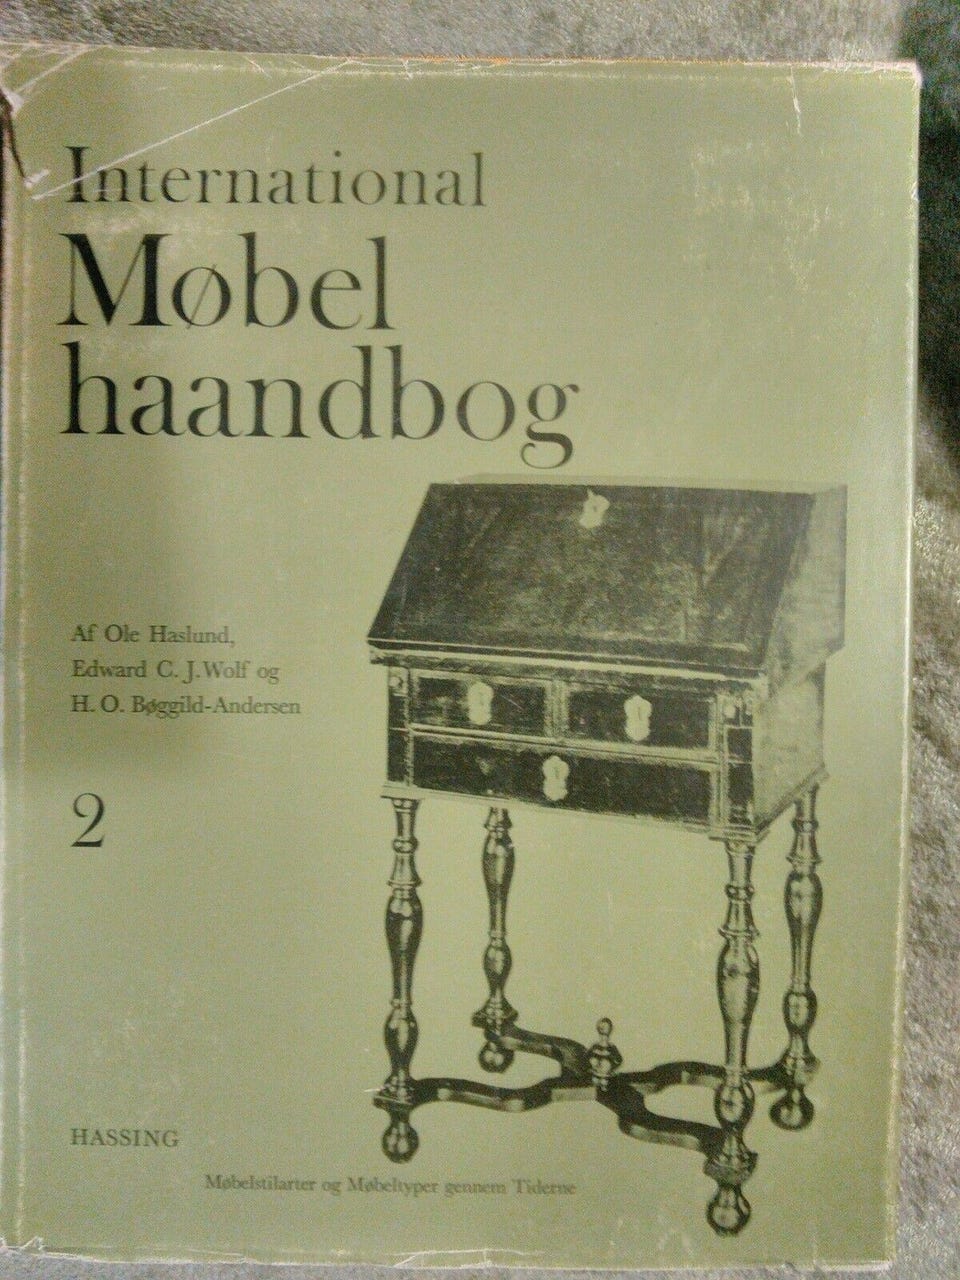 International
Møbel
haandbog
Af Ole Haslund,
Edward C. J. Wolf og
H. O. Bøggild-Andersen
2
HASSING
Møbelstilarter og Møbeltyper gennem Tiderne